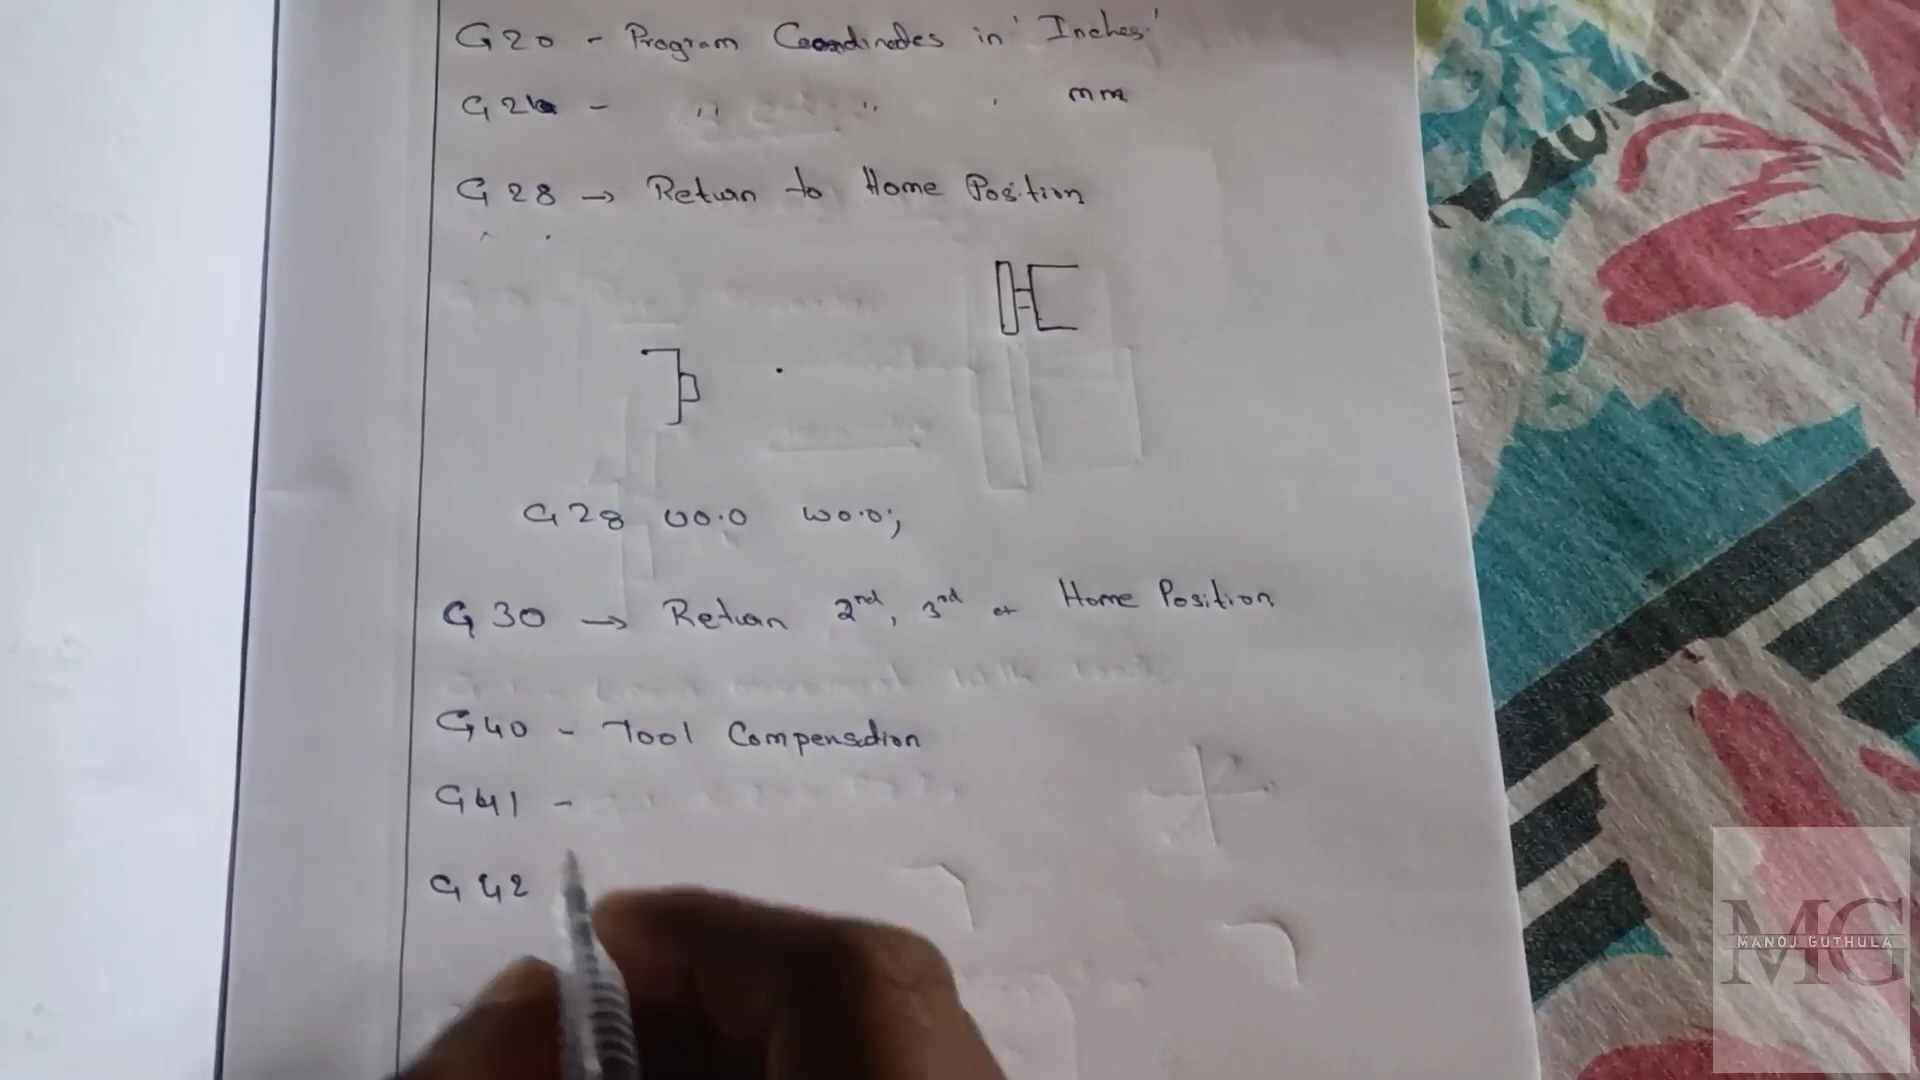 G20 - Program Coordinates in 'Inches'
G21 - " " " mm
G28 → Return to Home Position
G28 U0.0 W0.0;
G30 → Return 2nd, 3rd Home Position
G40 - Tool Compensation
G41 -
G42
MG
MANOJ GUTHULA